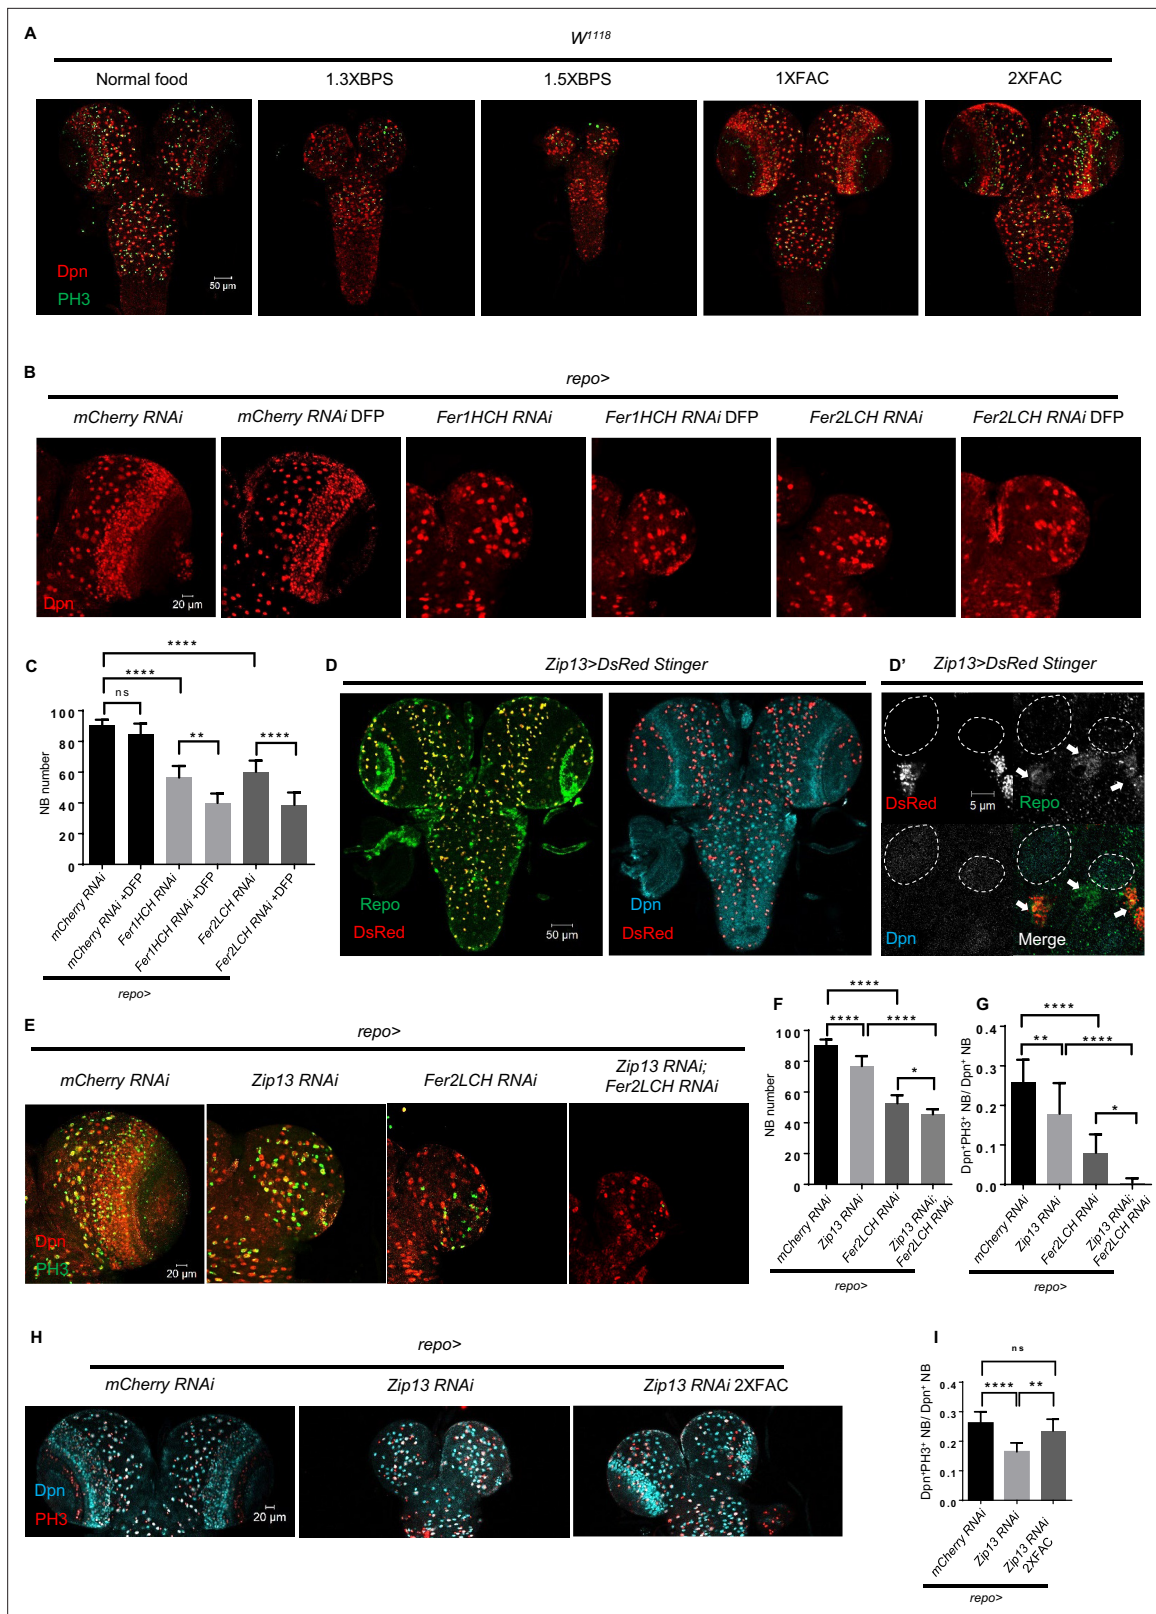 A
W1118
Normal food 1.3XBPS 1.5XBPS 1XFAC 2XFAC
Dpn
PH3
50 µm
B
repo>
mCherry RNAi mCherry RNAi DFP Fer1HCH RNAi Fer1HCH RNAi DFP Fer2LCH RNAi Fer2LCH RNAi DFP
Dpn
20 µm
C
****
****
ns
**
****
NB number
100
80
60
40
20
0
mCherry RNAi
mCherry RNAi +DFP
Fer1HCH RNAi
Fer1HCH RNAi +DFP
Fer2LCH RNAi
Fer2LCH RNAi +DFP
repo>
D
Zip13>DsRed Stinger
Repo
DsRed
50 µm
Dpn
DsRed
D'
Zip13>DsRed Stinger
DsRed
5 µm
Repo
Dpn
Merge
E
repo>
mCherry RNAi Zip13 RNAi Fer2LCH RNAi Zip13 RNAi;
Fer2LCH RNAi
Dpn
PH3
20 µm
F
****
**** ****
*
NB number
100
80
60
40
20
0
mCherry RNAi
Zip13 RNAi
Fer2LCH RNAi
Zip13 RNAi;
Fer2LCH RNAi
repo>
G
****
** ****
*
Dpn+PH3+ NB/ Dpn+ NB
0.4
0.3
0.2
0.1
0.0
mCherry RNAi
Zip13 RNAi
Fer2LCH RNAi
Zip13 RNAi;
Fer2LCH RNAi
repo>
H
repo>
mCherry RNAi Zip13 RNAi Zip13 RNAi 2XFAC
Dpn
PH3
20 µm
I
ns
**** **
Dpn+PH3+ NB/ Dpn+ NB
0.4
0.3
0.2
0.1
0.0
mCherry RNAi
Zip13 RNAi
Zip13 RNAi
2XFAC
repo>